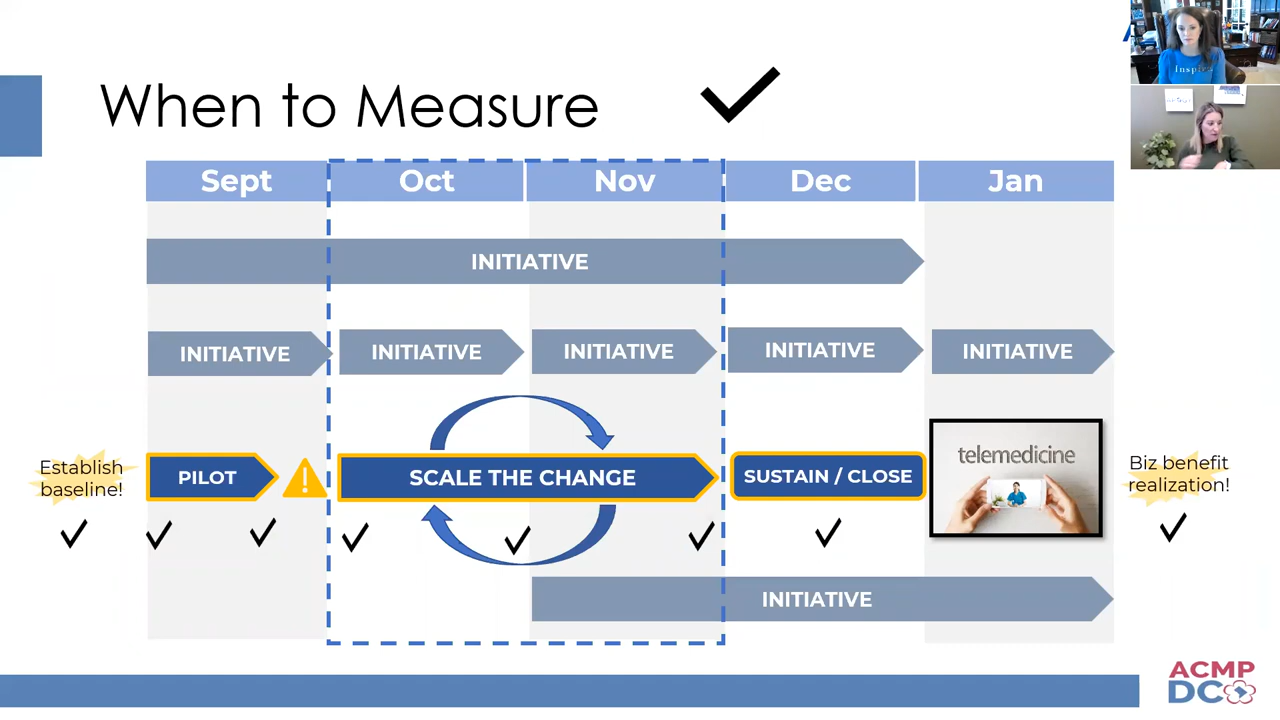 When to Measure
Inspire
Sept Oct Nov Dec Jan
INITIATIVE
INITIATIVE INITIATIVE INITIATIVE INITIATIVE INITIATIVE
Establish
baseline!
PILOT
SCALE THE CHANGE
SUSTAIN / CLOSE
telemedicine
Biz benefit
realization!
INITIATIVE
ACMP
DC